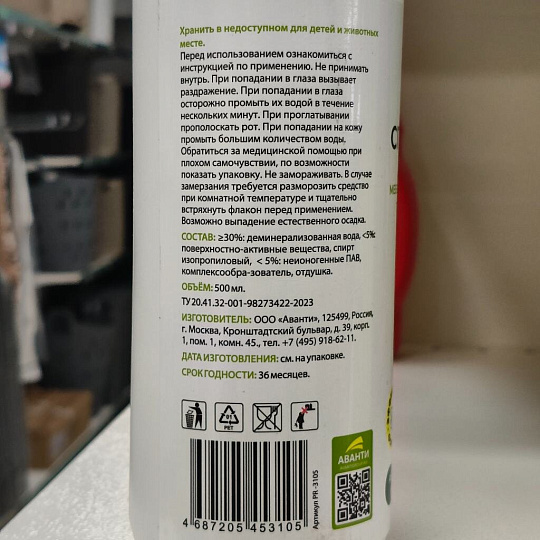 Хранить в недоступном для детей и животных
месте.
Перед использованием ознакомиться с
инструкцией по применению. Не принимать
внутрь. При попадании в глаза вызывает
раздражение. При попадании в глаза
осторожно промыть их водой в течение
нескольких минут. При проглатывании
прополоскать рот. При попадании на кожу
промыть большим количеством воды.
Обратиться за медицинской помощью при
плохом самочувствии, по возможности
показать упаковку. Не замораживать. В случае
замерзания требуется разморозить средство
при комнатной температуре и тщательно
встряхнуть флакон перед применением.
Возможно выпадение естественного осадка.
СОСТАВ: ≥30%: деминерализованная вода, <5%:
поверхностно-активные вещества, спирт
изопропиловый, < 5%: неионогенные ПАВ,
комплексообра-зователь, отдушка.
ОБЪЁМ: 500 мл.
ТУ 20.41.32-001-98273422-2023
ИЗГОТОВИТЕЛЬ: ООО «Аванти», 125499, Россия,
г. Москва, Кронштадтский бульвар, д. 39, корп.
1, пом. 1, комн. 45., тел. +7 (495) 918-62-11.
ДАТА ИЗГОТОВЛЕНИЯ: см. на упаковке.
СРОК ГОДНОСТИ: 36 месяцев.
91
PET
Артикул PR -3105
АВАНТИ
4 687205 453105